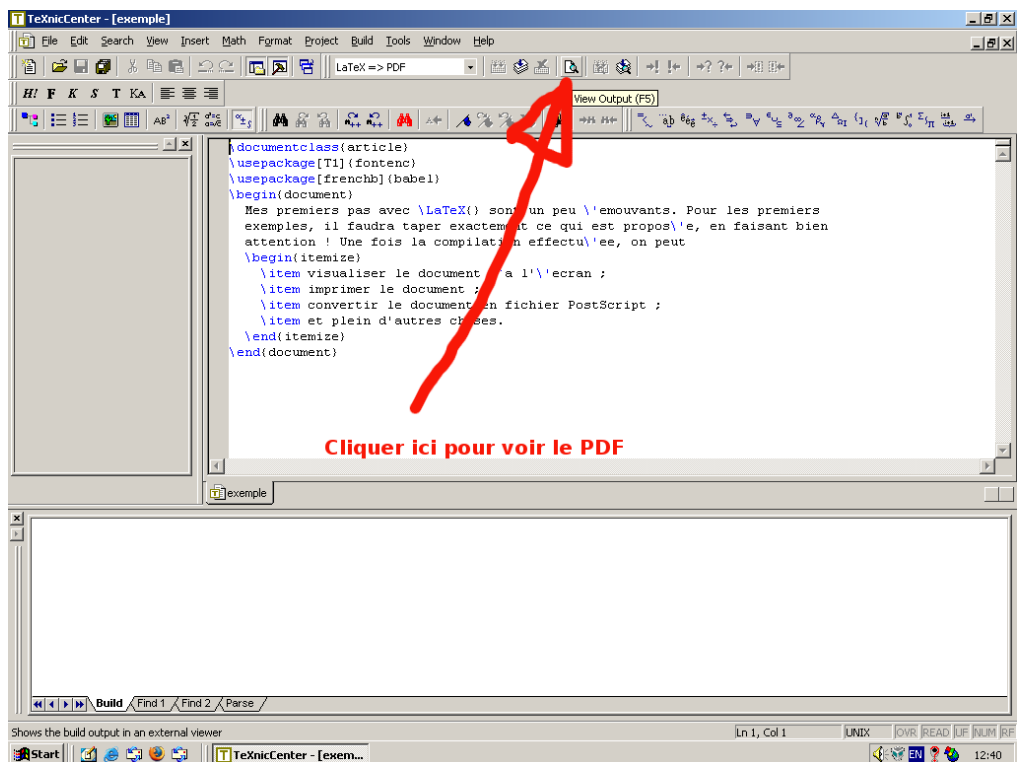 TeXnicCenter - [exemple]
File Edit Search View Insert Math Format Project Build Tools Window Help
LaTeX => PDF
H! F K S T KA
View Output (F5)
\documentclass{article}
\usepackage[T1]{fontenc}
\usepackage[frenchb]{babel}
\begin{document}
Mes premiers pas avec \LaTeX{} sont un peu \'emouvants. Pour les premiers
exemples, il faudra taper exactement ce qui est propos\'e, en faisant bien
attention ! Une fois la compilation effectu\'ee, on peut
\begin{itemize}
\item visualiser le document a l'\'ecran ;
\item imprimer le document ;
\item convertir le document en fichier PostScript ;
\item et plein d'autres choses.
\end{itemize}
\end{document}
Cliquer ici pour voir le PDF
exemple
Build Find 1 Find 2 Parse
Shows the build output in an external viewer Ln 1, Col 1 UNIX OVR READ UF NUM RF
Start TeXnicCenter - [exem... EN 12:40